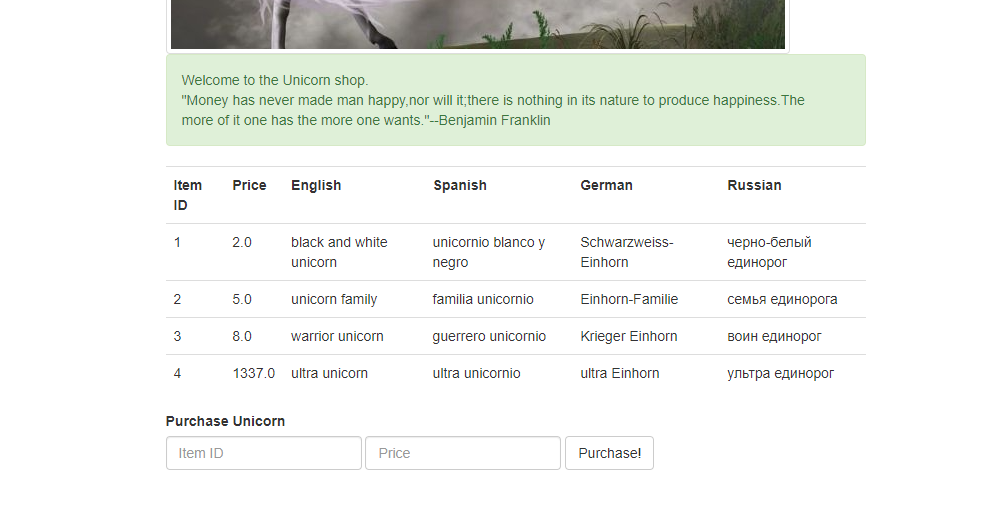 Welcome to the Unicorn shop.
"Money has never made man happy,nor will it;there is nothing in its nature to produce happiness.The
more of it one has the more one wants."--Benjamin Franklin
Item ID Price English Spanish German Russian
1 2.0 black and white unicorn unicornio blanco y negro Schwarzweiss-Einhorn черно-белый единорог
2 5.0 unicorn family familia unicornio Einhorn-Familie семья единорога
3 8.0 warrior unicorn guerrero unicornio Krieger Einhorn воин единорог
4 1337.0 ultra unicorn ultra unicornio ultra Einhorn ультра единорог
Purchase Unicorn
Item ID Price Purchase!